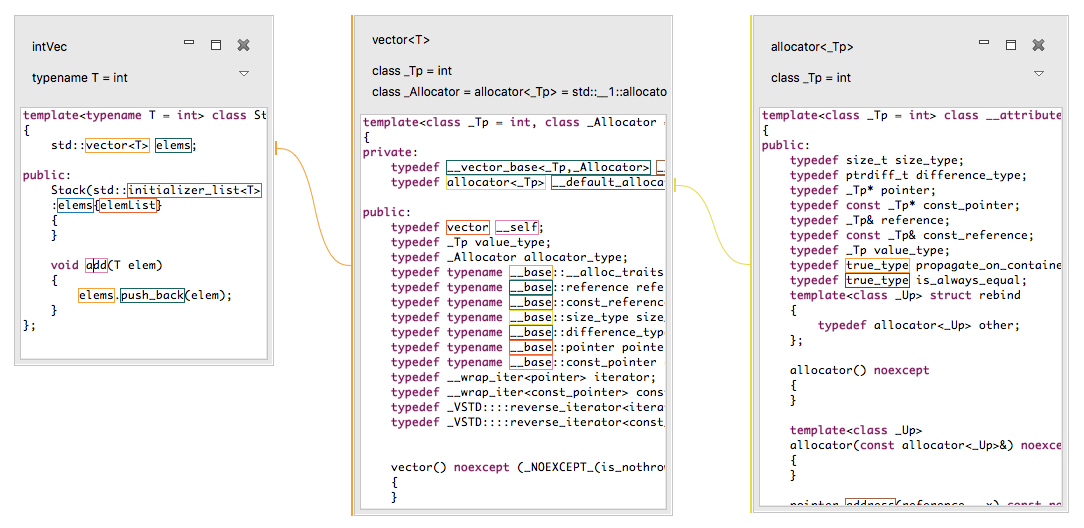 intVec
typename T = int
template<typename T = int> class St
{
std::vector<T> elems;
public:
Stack(std::initializer_list<T>
:elems{elemList}
{
}
void add(T elem)
{
elems.push_back(elem);
}
};
vector<T>
class _Tp = int
class _Allocator = allocator<_Tp> = std::__1::allocato
template<class _Tp = int, class _Allocator =
{
private:
typedef __vector_base<_Tp,_Allocator>
typedef allocator<_Tp> __default_alloca
public:
typedef vector __self;
typedef _Tp value_type;
typedef _Allocator allocator_type;
typedef typename __base::__alloc_traits
typedef typename __base::reference refe
typedef typename __base::const_reference
typedef typename __base::size_type size_
typedef typename __base::difference_typ
typedef typename __base::pointer pointe
typedef typename __base::const_pointer
typedef __wrap_iter<pointer> iterator;
typedef __wrap_iter<const_pointer> cons
typedef _VSTD::::reverse_iterator<itera
typedef _VSTD::::reverse_iterator<const_
vector() noexcept (_NOEXCEPT_(is_nothrow
{
}
allocator<_Tp>
class _Tp = int
template<class _Tp = int> class __attribute
{
public:
typedef size_t size_type;
typedef ptrdiff_t difference_type;
typedef _Tp* pointer;
typedef const _Tp* const_pointer;
typedef _Tp& reference;
typedef const _Tp& const_reference;
typedef _Tp value_type;
typedef true_type propagate_on_containe
typedef true_type is_always_equal;
template<class _Up> struct rebind
{
typedef allocator<_Up> other;
};
allocator() noexcept
{
}
template<class _Up>
allocator(const allocator<_Up>&) noexce
{
}
pointer address(reference __x) const no